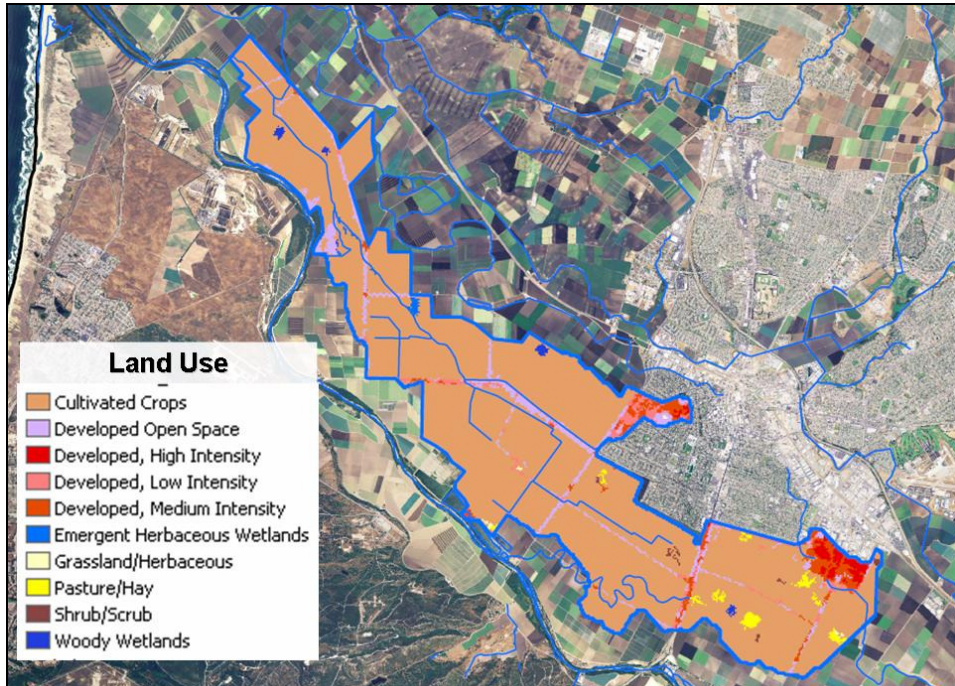 Land Use
Cultivated Crops
Developed Open Space
Developed, High Intensity
Developed, Low Intensity
Developed, Medium Intensity
Emergent Herbaceous Wetlands
Grassland/Herbaceous
Pasture/Hay
Shrub/Scrub
Woody Wetlands